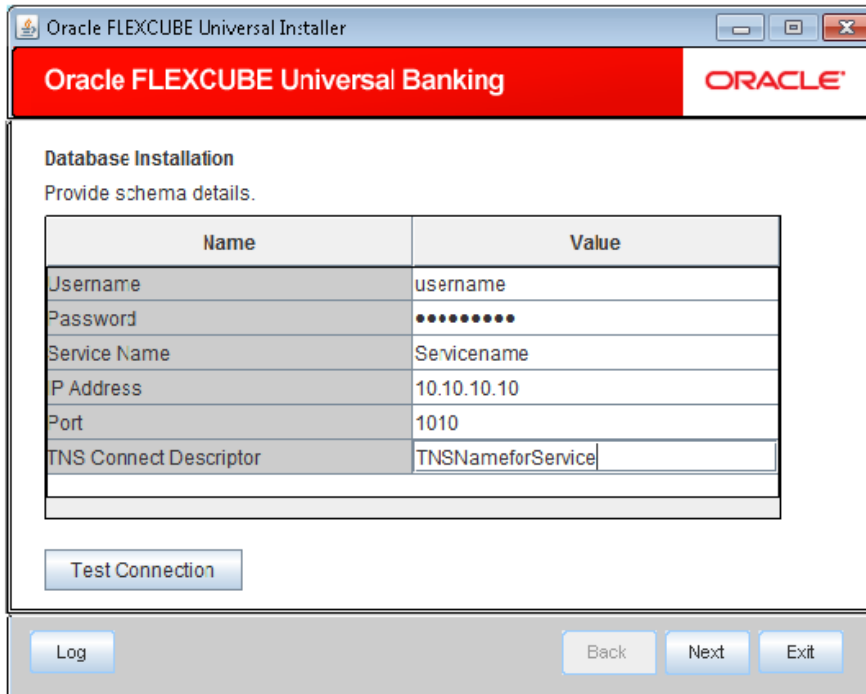 Oracle FLEXCUBE Universal Installer
Oracle FLEXCUBE Universal Banking
ORACLE
Database Installation
Provide schema details.
Name Value
Username username
Password •••••••••
Service Name Servicename
IP Address 10.10.10.10
Port 1010
TNS Connect Descriptor TNSNameforService
Test Connection
Log Back Next Exit